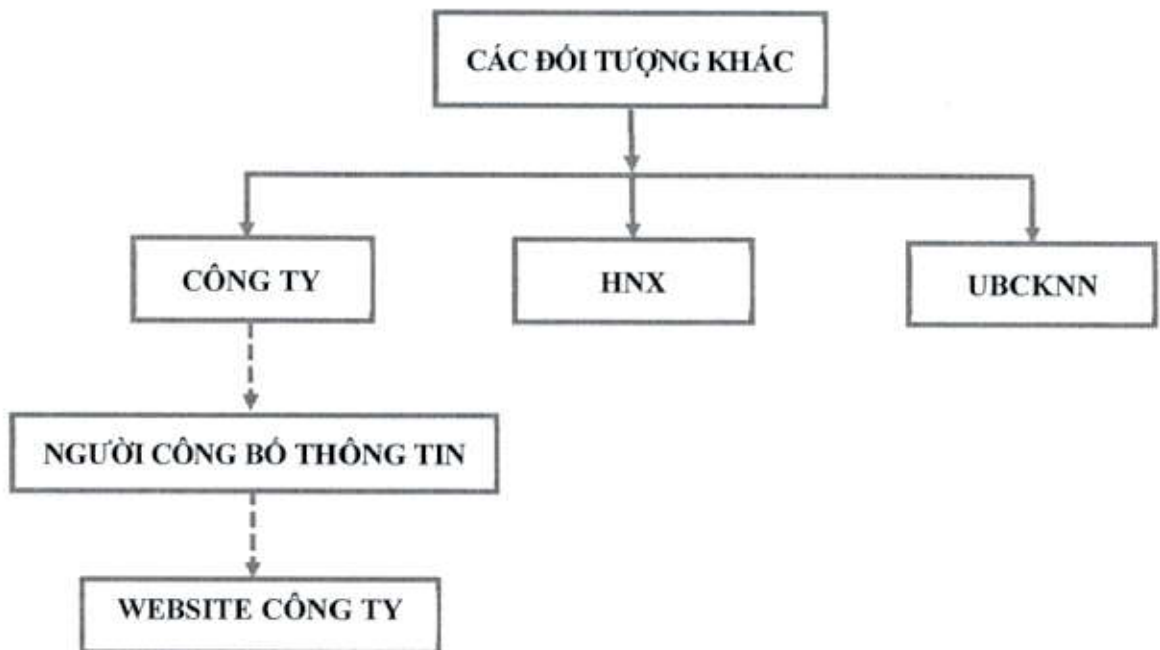 CÁC ĐỐI TƯỢNG KHÁC
CÔNG TY
HNX
UBCKNN
NGƯỜI CÔNG BỐ THÔNG TIN
WEBSITE CÔNG TY